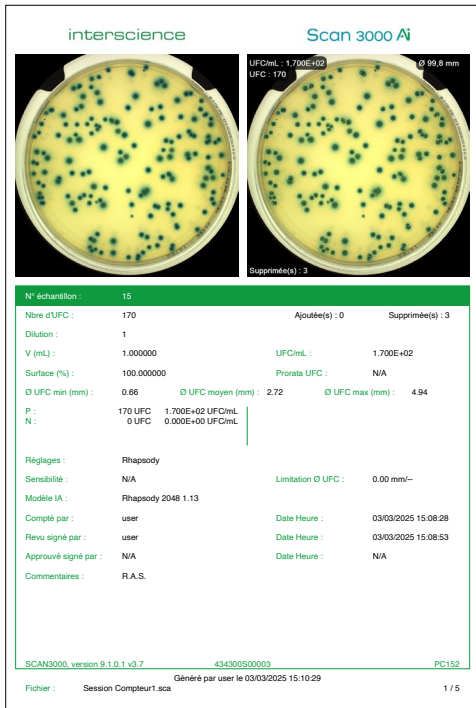 interscience
Scan 3000 Ai
UFC/mL : 1,700E+02
Ø 99,8 mm
UFC : 170
Supprimée(s) : 3
N° échantillon : 15
Nbre d'UFC : 170 Ajoutée(s) : 0 Supprimée(s) : 3
Dilution : 1
V (mL) : 1.000000 UFC/mL : 1.700E+02
Surface (%) : 100.000000 Prorata UFC : N/A
Ø UFC min (mm) : 0.66 Ø UFC moyen (mm) : 2.72 Ø UFC max (mm) : 4.94
P : 170 UFC 1.700E+02 UFC/mL
N : 0 UFC 0.000E+00 UFC/mL
Réglages : Rhapsody
Sensibilité : N/A Limitation Ø UFC : 0.00 mm/--
Modèle IA : Rhapsody 2048 1.13
Compté par : user Date Heure : 03/03/2025 15:08:28
Revu signé par : user Date Heure : 03/03/2025 15:08:53
Approuvé signé par : N/A Date Heure : N/A
Commentaires : R.A.S.
SCAN3000, version 9.1.0.1 v3.7 434300S00003 PC152
Généré par user le 03/03/2025 15:10:29
Fichier : Session Compteur1.sca 1 / 5